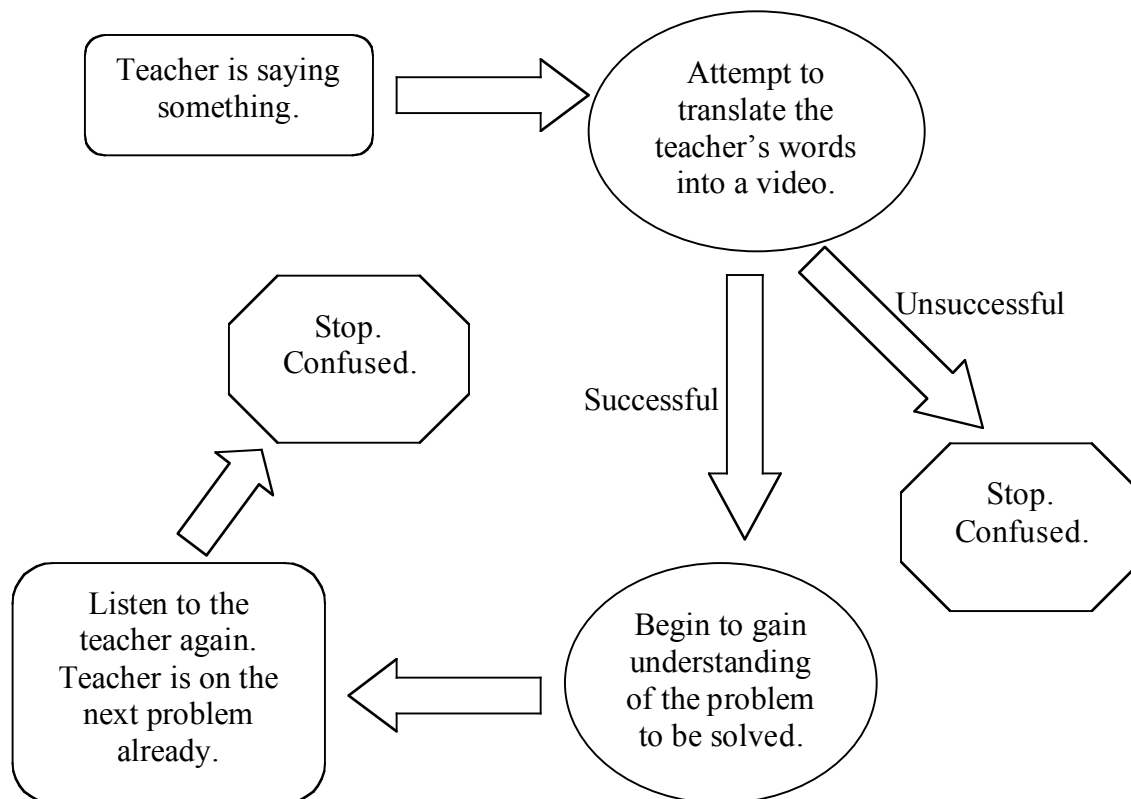 Teacher is saying
something.
Attempt to
translate the
teacher’s words
into a video.
Unsuccessful
Successful
Stop.
Confused.
Stop.
Confused.
Begin to gain
understanding
of the problem
to be solved.
Listen to the
teacher again.
Teacher is on the
next problem
already.